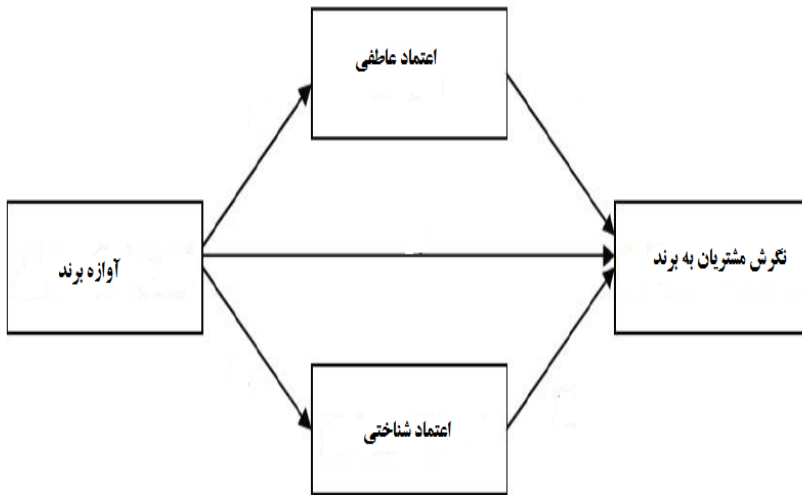 اعتماد عاطفی
آوازه برند
نگرش مشتریان به برند
اعتماد شناختی